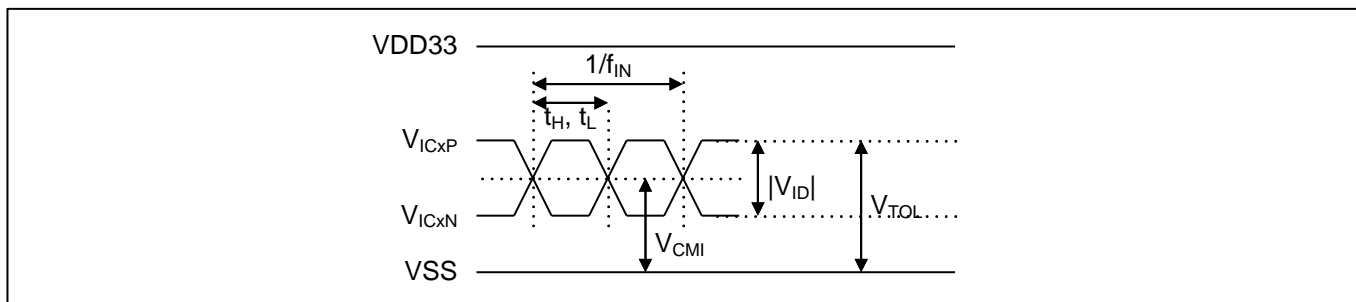 VDD33
1/fIN
tH, tL
VICxP
|VID|
VTOL
VICxN
VCMI
VSS